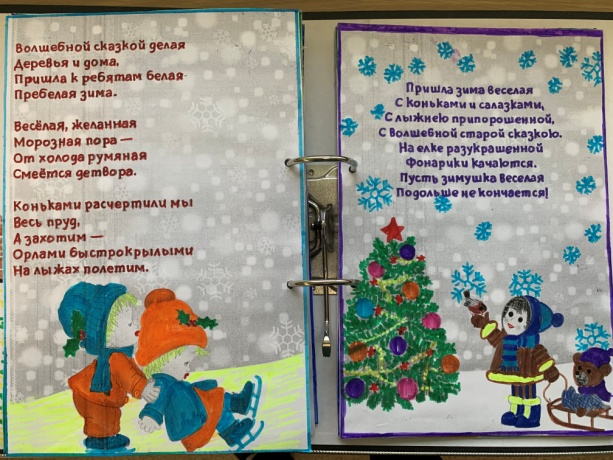 Волшебной сказкой делая
Деревья и дома,
Пришла к ребятам белая-
Пребелая зима.
Весёлая, желанная
Морозная пора —
От холода румяная
Смеётся детвора.
Коньками расчертили мы
Весь пруд,
А захотим —
Орлами быстрокрылыми
На лыжах полетим.
Пришла зима веселая
С коньками и салазками,
С лыжнею припорошенной,
С волшебной старой сказкою.
На елке разукрашенной
Фонарики качаются.
Пусть зимушка веселая
Подольше не кончается!